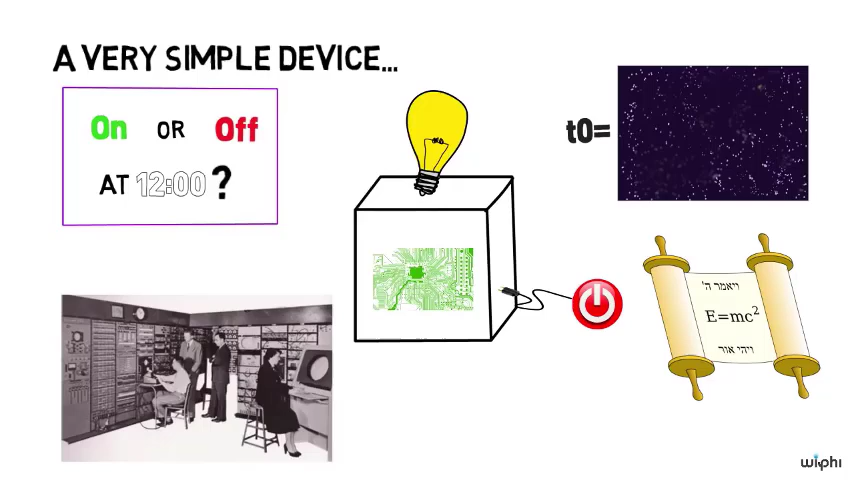 A VERY SIMPLE DEVICE...
On OR Off
AT 12:00?
t0=
ויאמר ה'
E=mc²
ויהי אור
wiphi